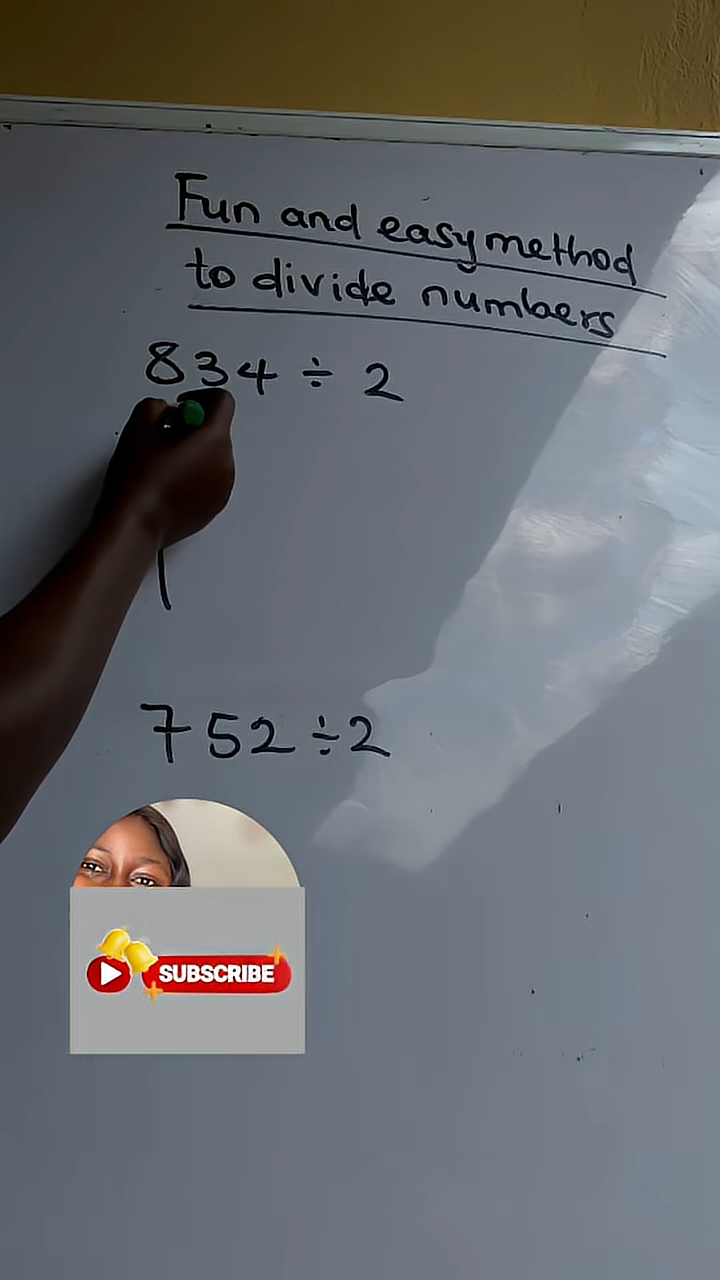 Fun and easy method
to divide numbers
834 ÷ 2
752 ÷ 2
SUBSCRIBE